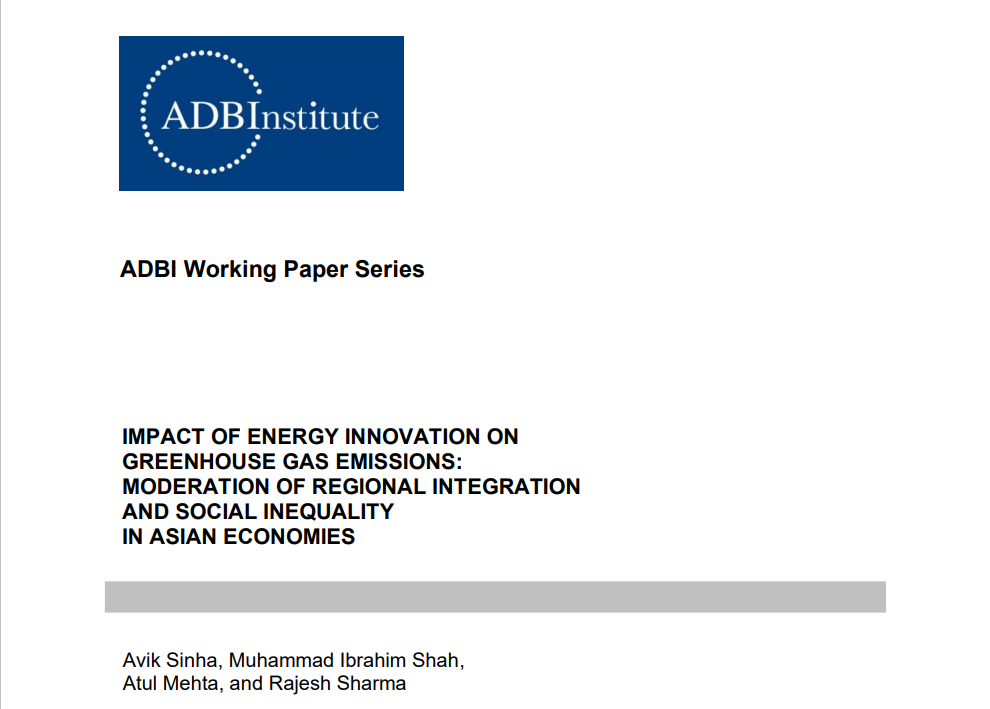 ADBInstitute
ADBI Working Paper Series
IMPACT OF ENERGY INNOVATION ON
GREENHOUSE GAS EMISSIONS:
MODERATION OF REGIONAL INTEGRATION
AND SOCIAL INEQUALITY
IN ASIAN ECONOMIES
Avik Sinha, Muhammad Ibrahim Shah,
Atul Mehta, and Rajesh Sharma